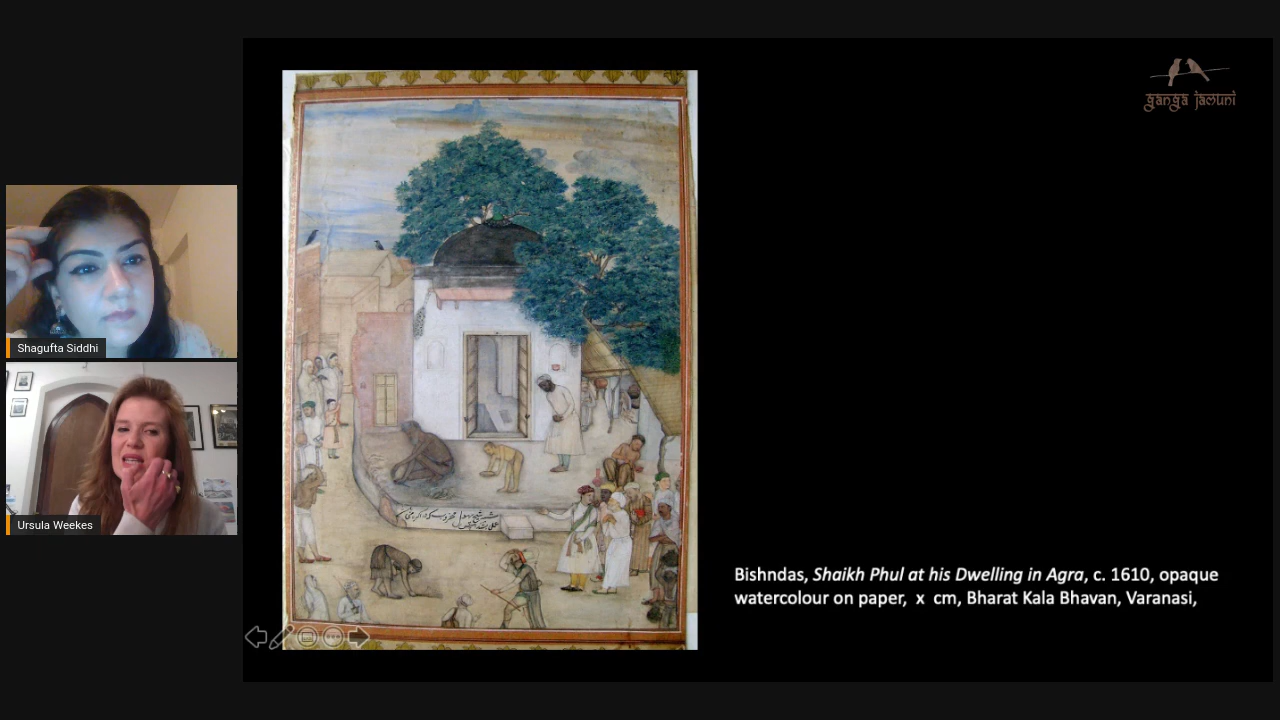 ganga jamuni
Shagufta Siddhi
Ursula Weekes
Bishndas, Shaikh Phul at his Dwelling in Agra, c. 1610, opaque
watercolour on paper,  x  cm, Bharat Kala Bhavan, Varanasi,